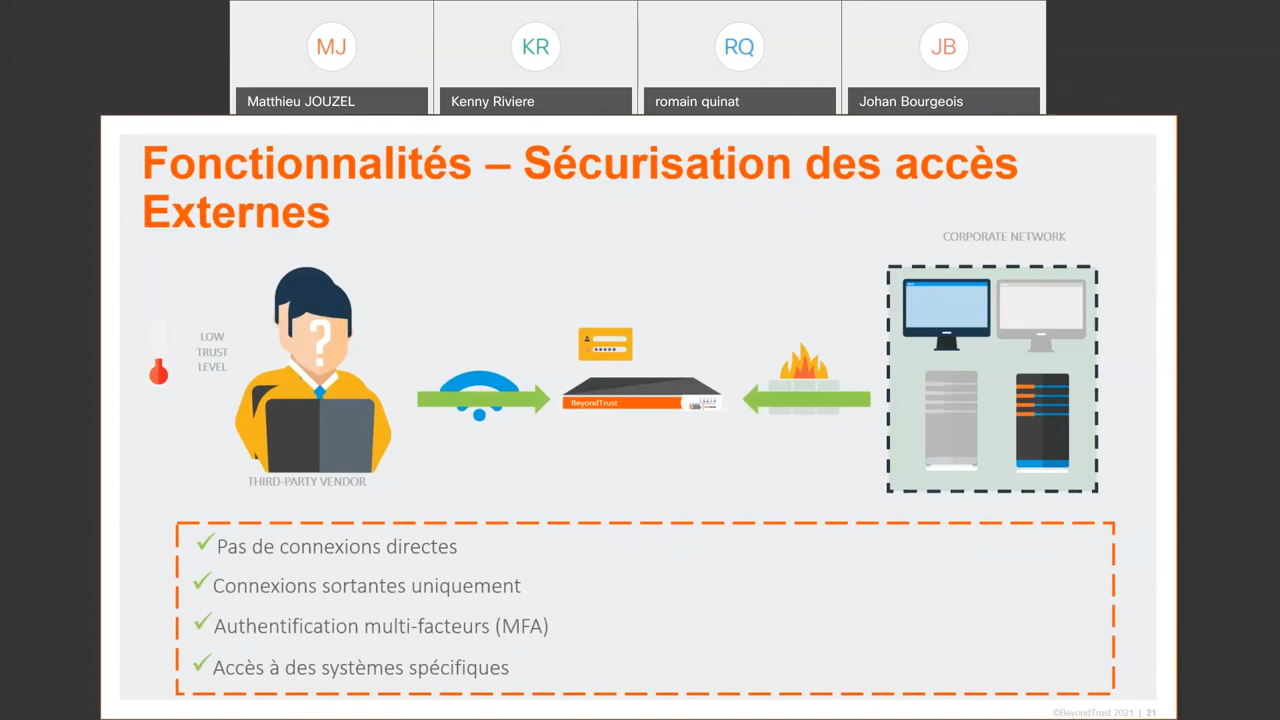 MJ
KR
RQ
JB
Matthieu JOUZEL
Kenny Riviere
romain quinat
Johan Bourgeois
Fonctionnalités – Sécurisation des accès
Externes
CORPORATE NETWORK
LOW
TRUST
LEVEL
?
BeyondTrust
THIRD-PARTY VENDOR
Pas de connexions directes
Connexions sortantes uniquement
Authentification multi-facteurs (MFA)
Accès à des systèmes spécifiques
©BeyondTrust 2021 | 21